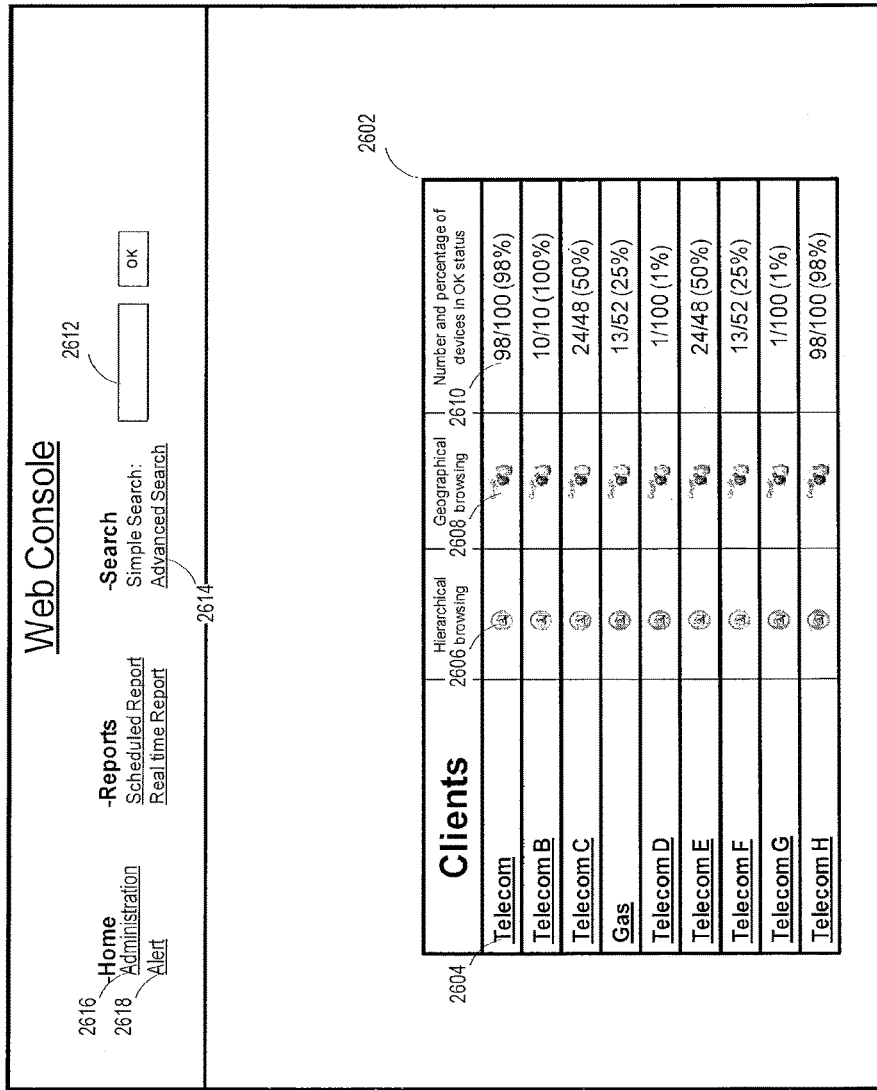 Web Console
-Home
Administration
Alert
-Reports
Scheduled Report
Real time Report
-Search
Simple Search:
Advanced Search
OK
2612
2614
2616
2618
2602
Clients
Hierarchical browsing
Geographical browsing
Number and percentage of devices in OK status
2604
2606
2608
2610
Telecom 98/100 (98%)
Telecom B 10/10 (100%)
Telecom C 24/48 (50%)
Gas 13/52 (25%)
Telecom D 1/100 (1%)
Telecom E 24/48 (50%)
Telecom F 13/52 (25%)
Telecom G 1/100 (1%)
Telecom H 98/100 (98%)